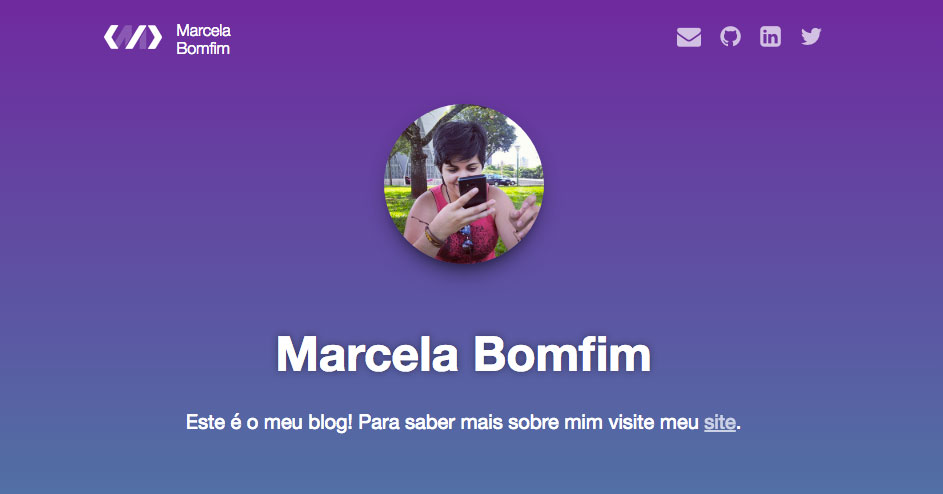 Marcela
Bomfim
Marcela Bomfim
Este é o meu blog! Para saber mais sobre mim visite meu site.